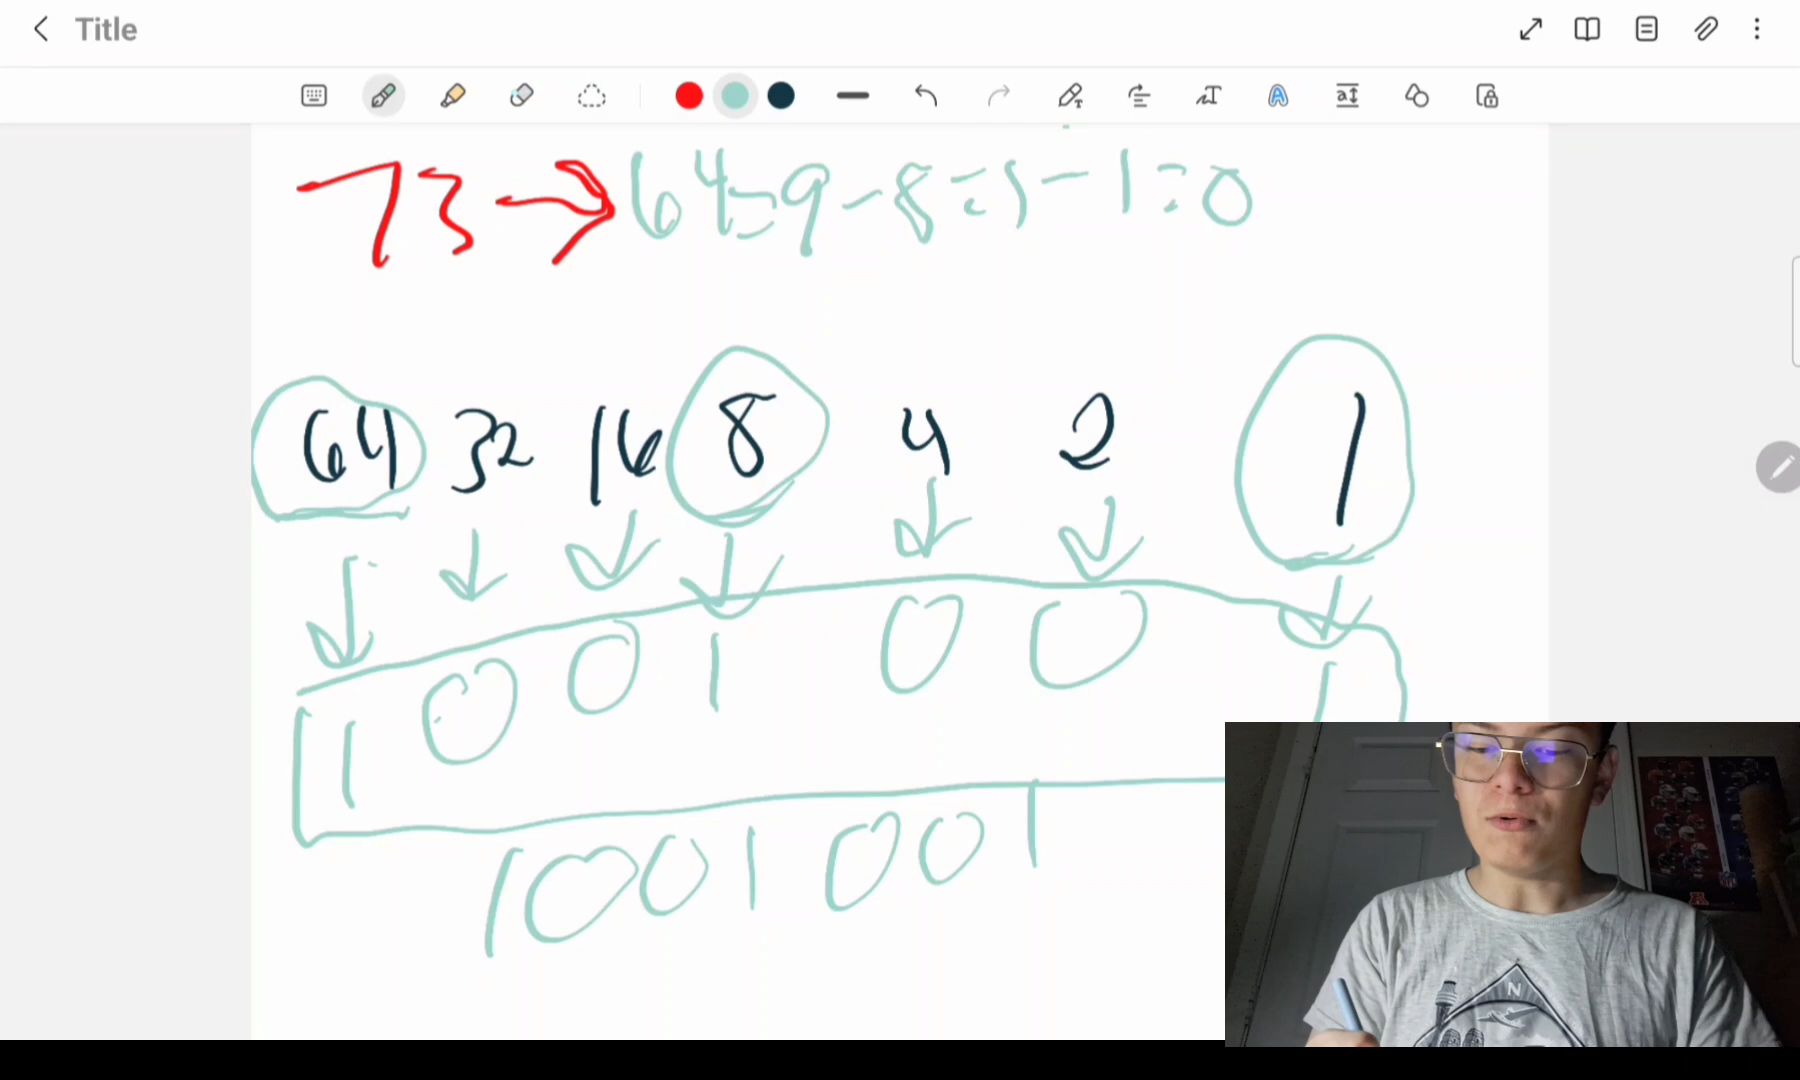 Title
73 → 64 = 9 - 8 = 1 - 1 = 0
64 32 16 8 4 2 1
1 0 0 1 0 0 1
1001001
N